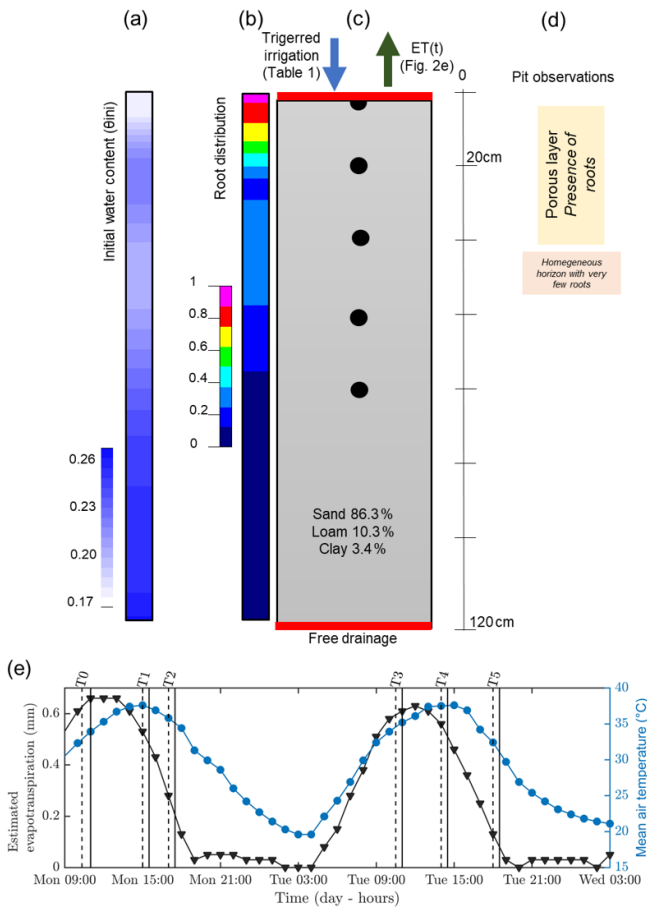 (a)
(b)
(c)
(d)
Trigerred
irrigation
(Table 1)
ET(t)
(Fig. 2e)
0
Pit observations
Initial water content (θini)
Root distribution
20cm
Porous layer
Presence of
roots
Homegeneous
horizon with very
few roots
1
0.8
0.6
0.4
0.2
0
0.26
0.23
0.20
0.17
Sand 86.3%
Loam 10.3%
Clay 3.4%
120cm
Free drainage
(e)
T0
T1
T2
T3
T4
T5
Estimated
evapotranspiration (mm)
0.6
0.4
0.2
0
40
35
30
25
20
15
Mean air temperature (°C)
Mon 09:00
Mon 15:00
Mon 21:00
Tue 03:00
Tue 09:00
Tue 15:00
Tue 21:00
Wed 03:00
Time (day - hours)